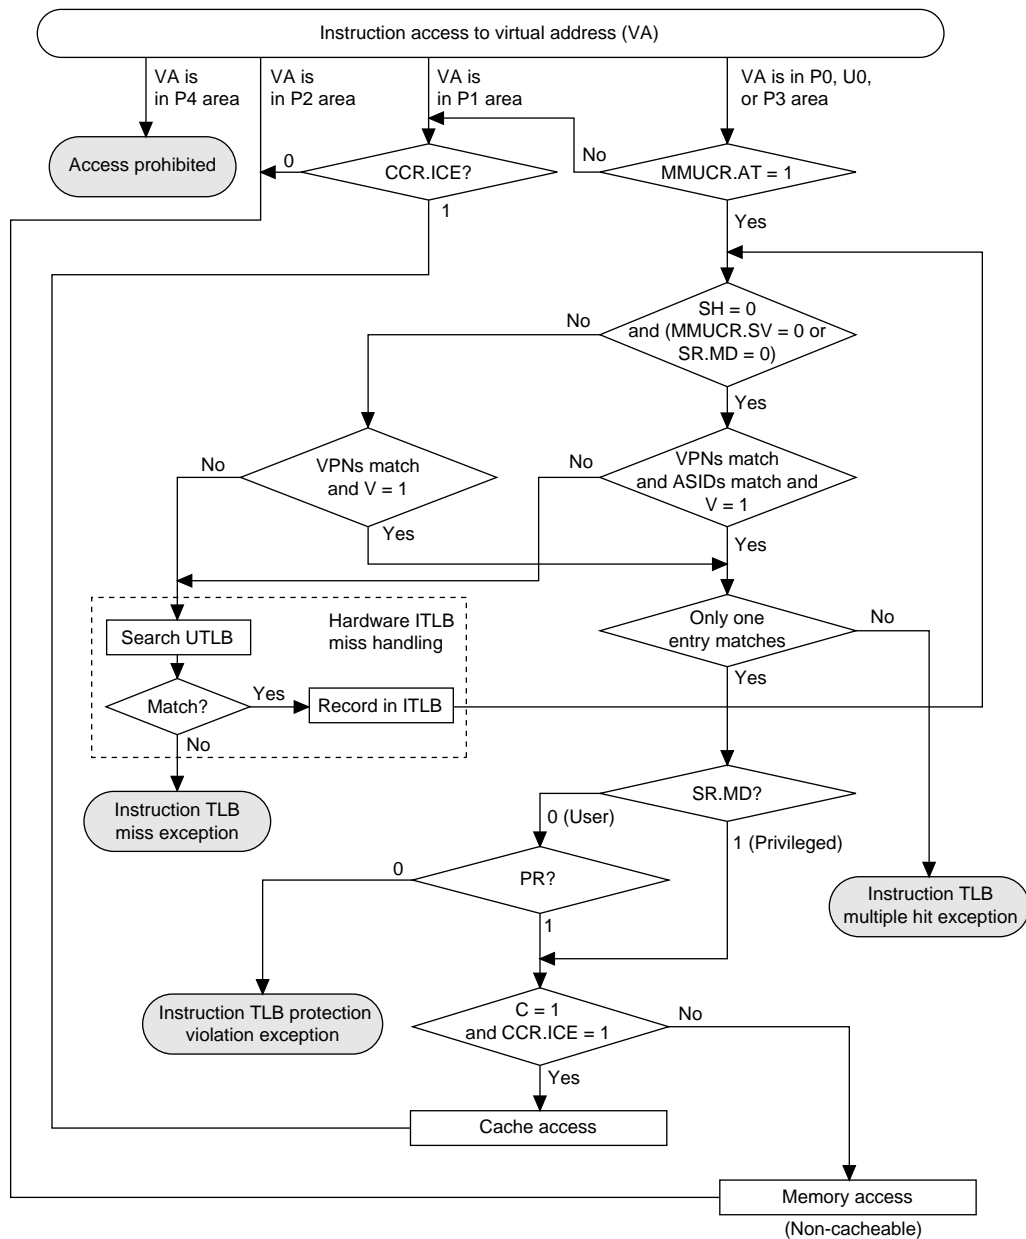 Instruction access to virtual address (VA)
VA is
in P4 area
VA is
in P2 area
VA is
in P1 area
VA is in P0, U0,
or P3 area
Access prohibited
0
CCR.ICE?
No
MMUCR.AT = 1
1
Yes
SH = 0
and (MMUCR.SV = 0 or
SR.MD = 0)
No
Yes
No
VPNs match
and V = 1
No
VPNs match
and ASIDs match and
V = 1
Yes
Yes
Hardware ITLB
miss handling
Search UTLB
Only one
entry matches
No
Match?
Yes
Record in ITLB
Yes
No
Instruction TLB
miss exception
SR.MD?
0 (User)
1 (Privileged)
0
PR?
Instruction TLB
multiple hit exception
1
Instruction TLB protection
violation exception
C = 1
and CCR.ICE = 1
No
Yes
Cache access
Memory access
(Non-cacheable)